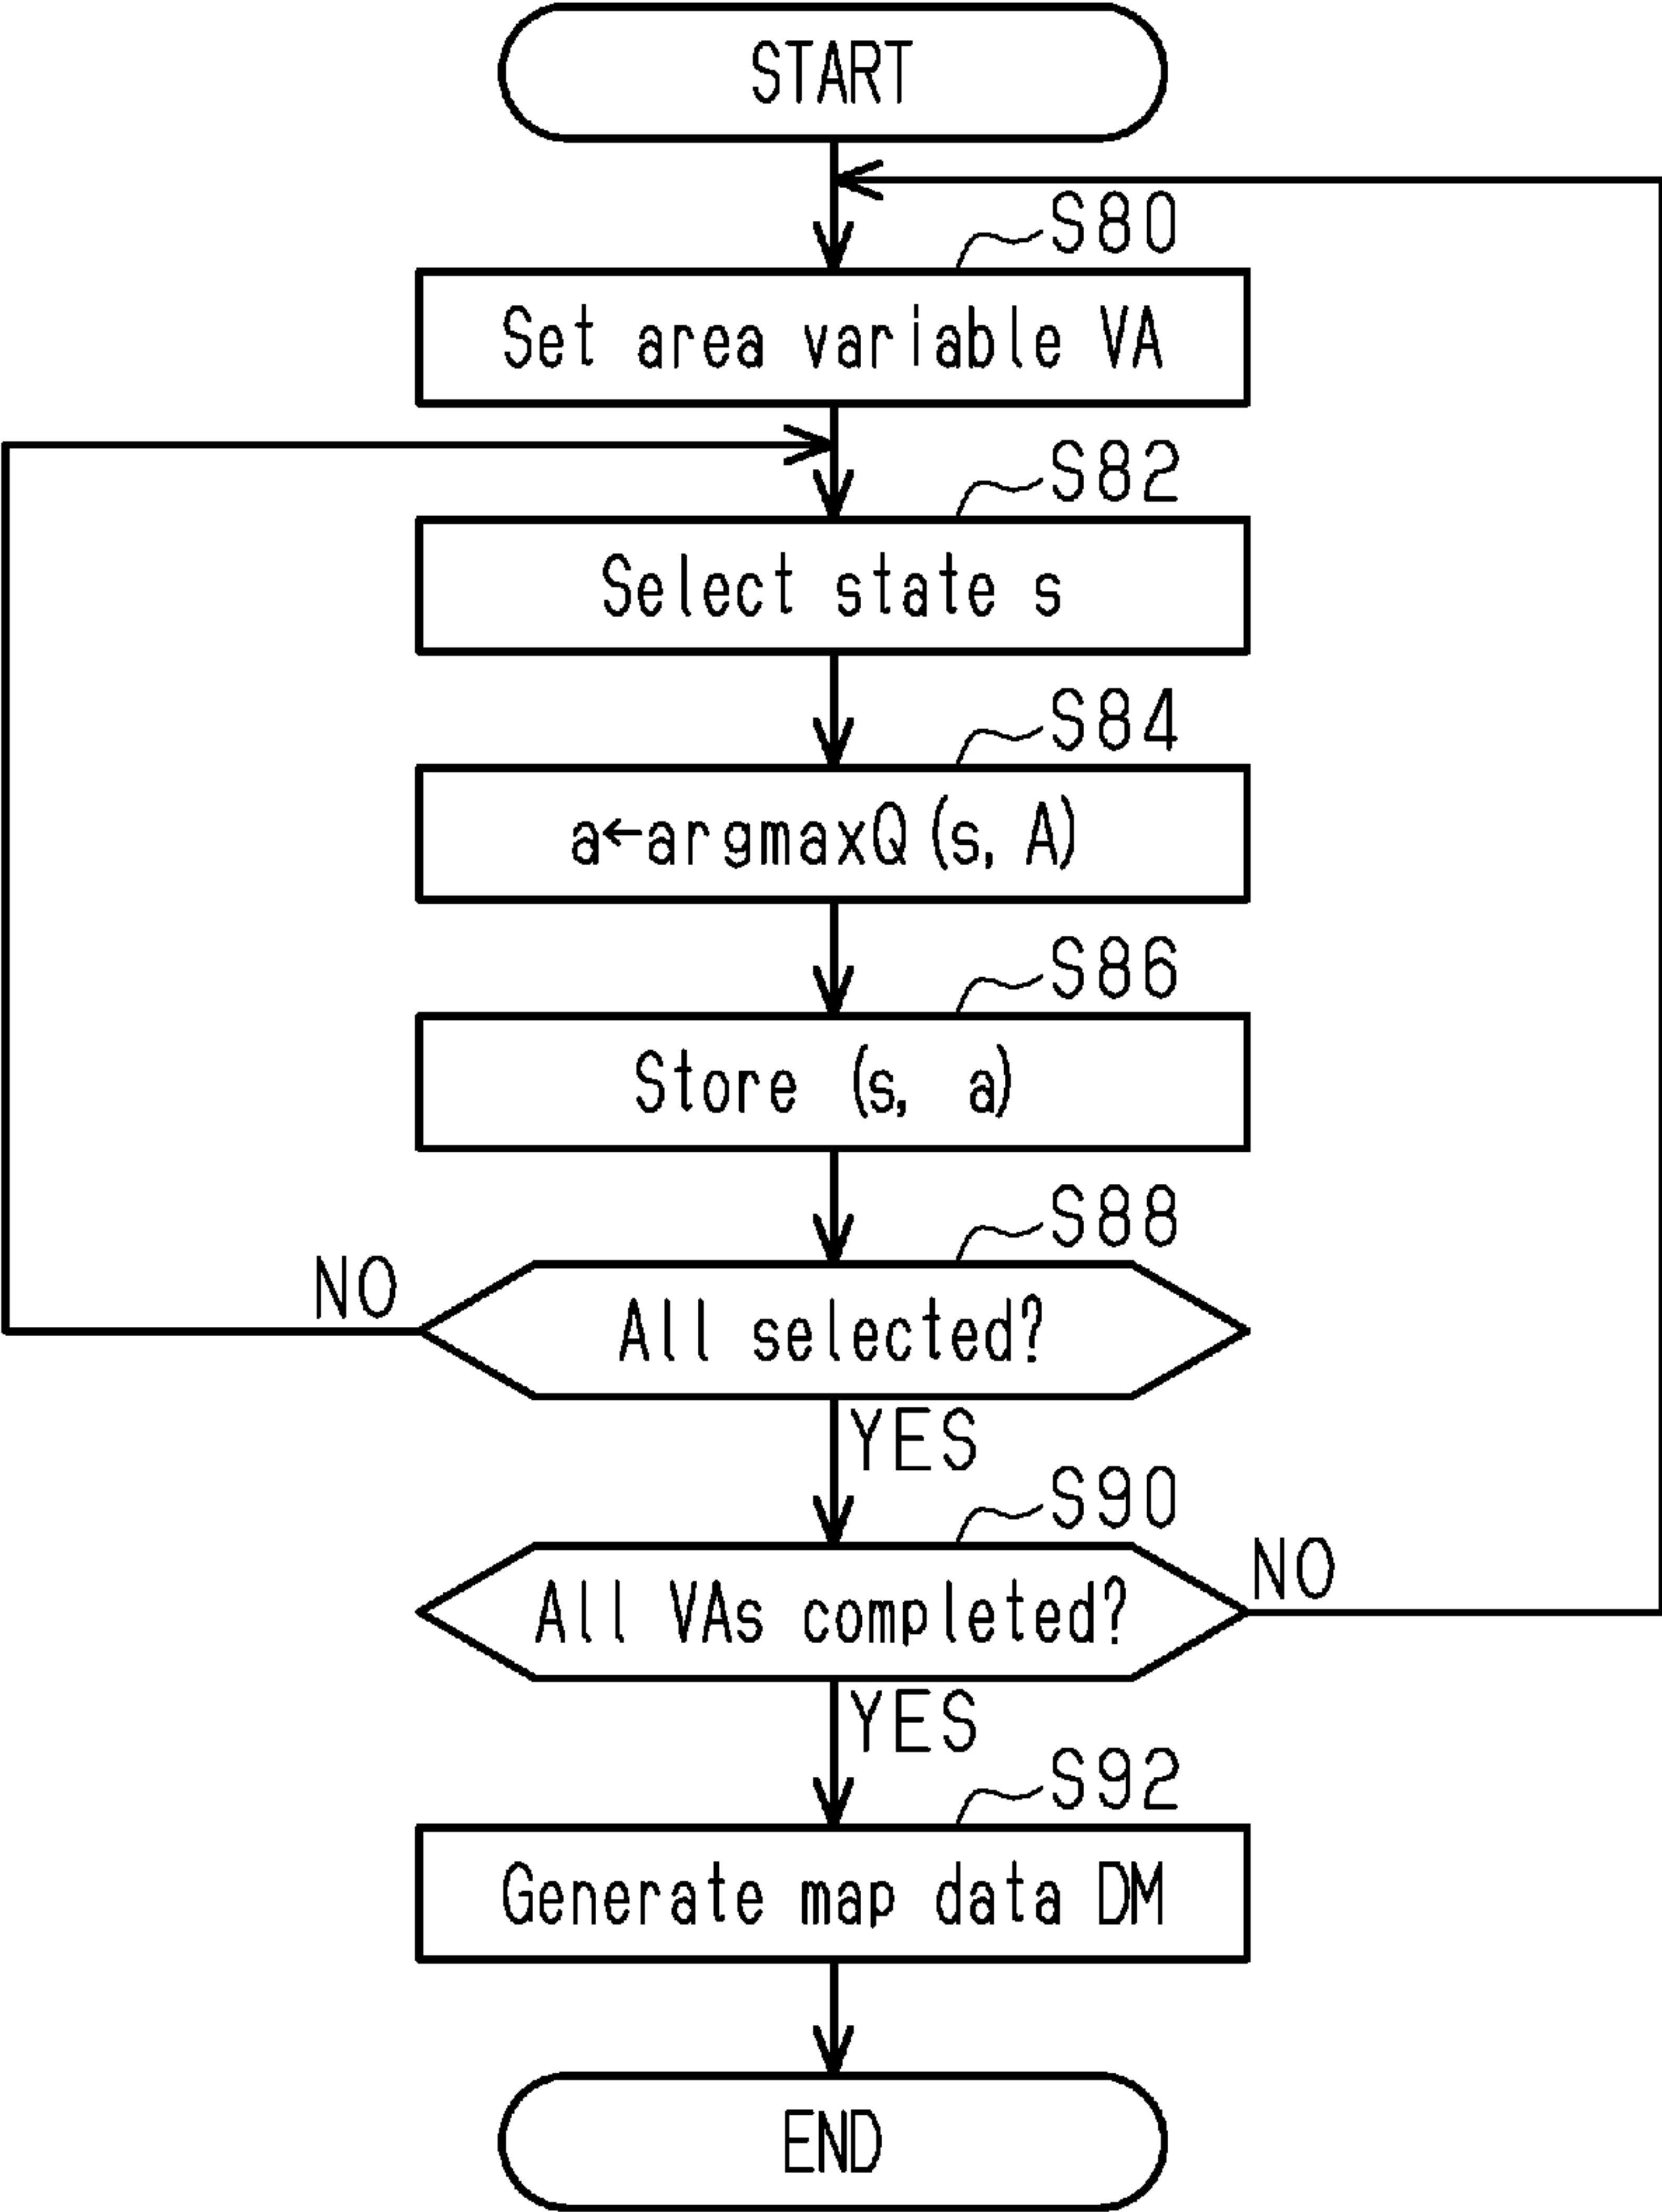 START
S80
Set area variable VA
S82
Select state s
S84
a←argmaxQ(s, A)
S86
Store (s, a)
S88
NO
All selected?
YES
S90
NO
All VAs completed?
YES
S92
Generate map data DM
END